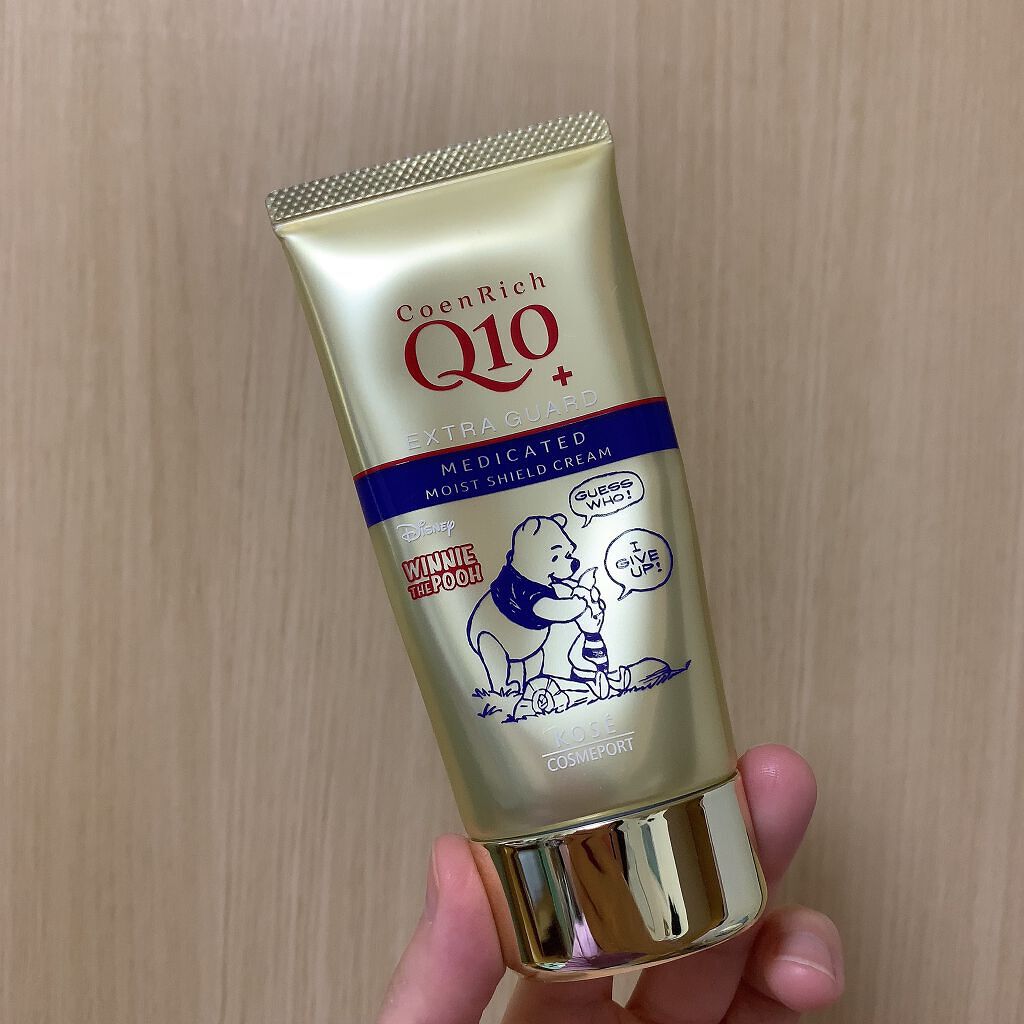 CoenRich
Q10
+
EXTRA GUARD
MEDICATED
MOIST SHIELD CREAM
Disney
WINNIE
THE POOH
GUESS
WHO!
I
GIVE
UP!
KOSÉ
COSMEPORT